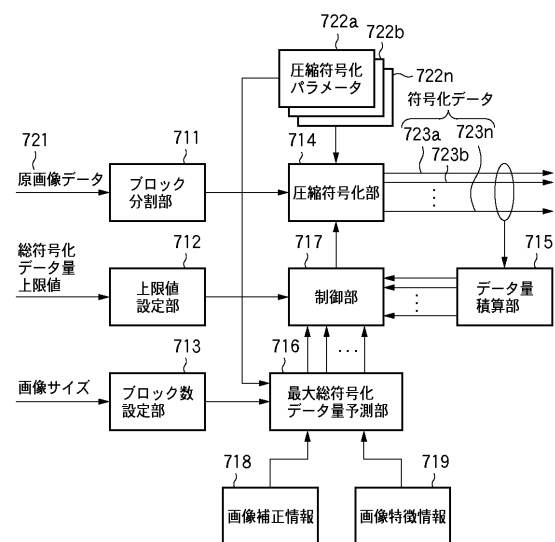 722a
722b
722n
圧縮符号化
パラメータ
符号化データ
723a
723b
723n
721
原画像データ
711
ブロック
分割部
714
圧縮符号化部
総符号化
データ量
上限値
712
上限値
設定部
717
制御部
715
データ量
積算部
713
画像サイズ
ブロック数
設定部
716
最大総符号化
データ量予測部
718
画像補正情報
719
画像特徴情報